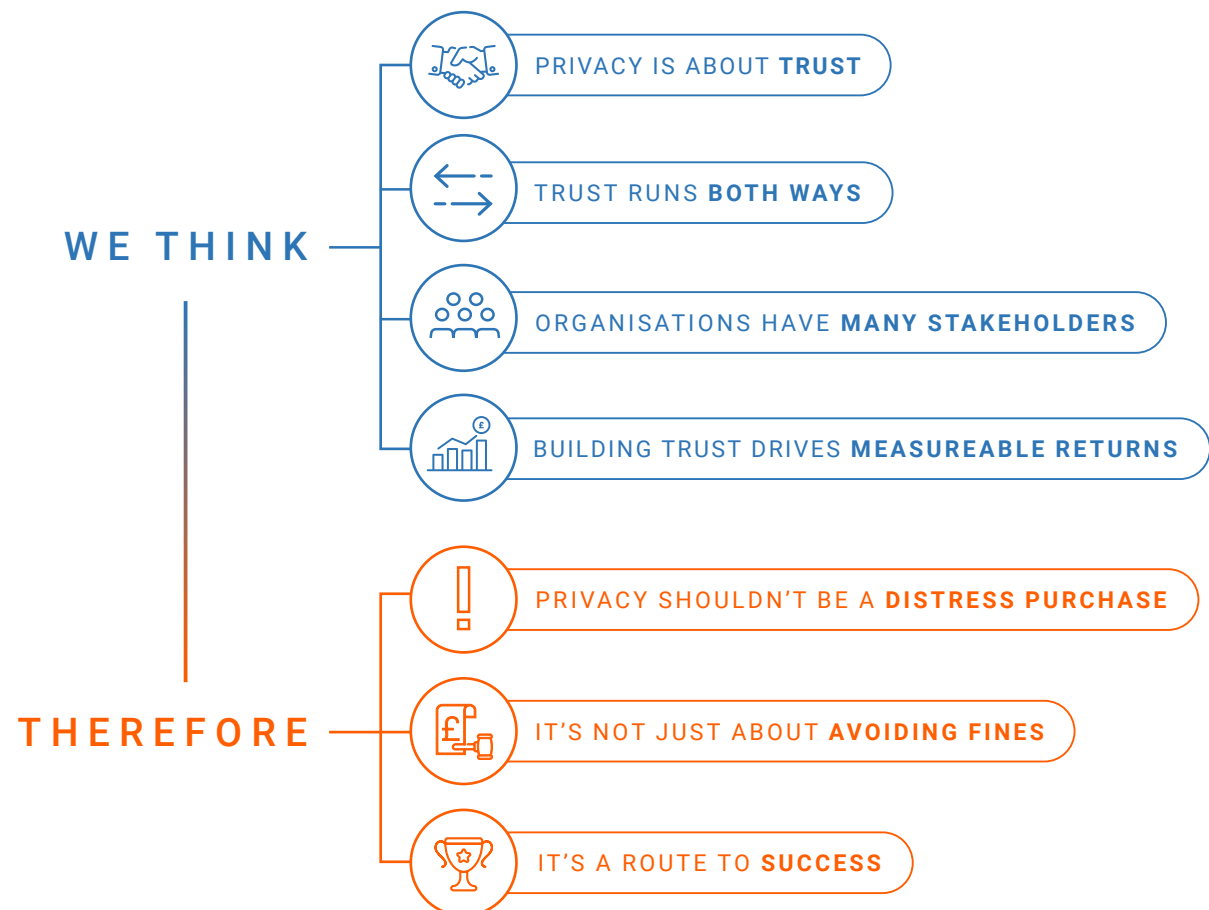 WE THINK
PRIVACY IS ABOUT TRUST
TRUST RUNS BOTH WAYS
ORGANISATIONS HAVE MANY STAKEHOLDERS
£
BUILDING TRUST DRIVES MEASUREABLE RETURNS
THEREFORE
PRIVACY SHOULDN'T BE A DISTRESS PURCHASE
£
IT'S NOT JUST ABOUT AVOIDING FINES
IT'S A ROUTE TO SUCCESS